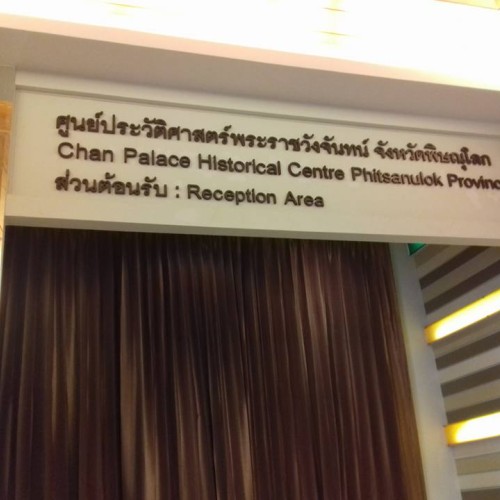 ศูนย์ประวัติศาสตร์พระราชวังจันทน์ จังหวัดพิษณุโลก
Chan Palace Historical Centre Phitsanulok Provinc
ส่วนต้อนรับ : Reception Area